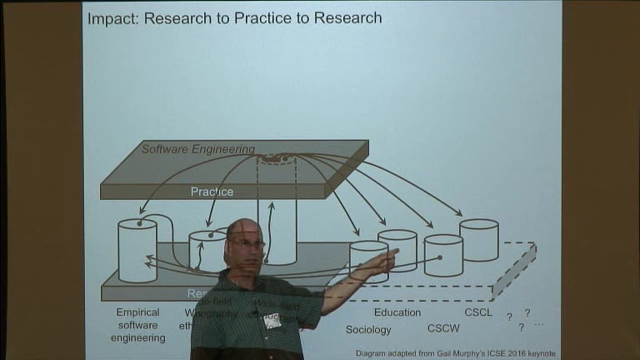 Impact: Research to Practice to Research
Software Engineering
Practice
Empirical
software
engineering
Education
Sociology
CSCW
CSCL
?
?
?
...
Diagram adapted from Gail Murphy's ICSE 2016 keynote